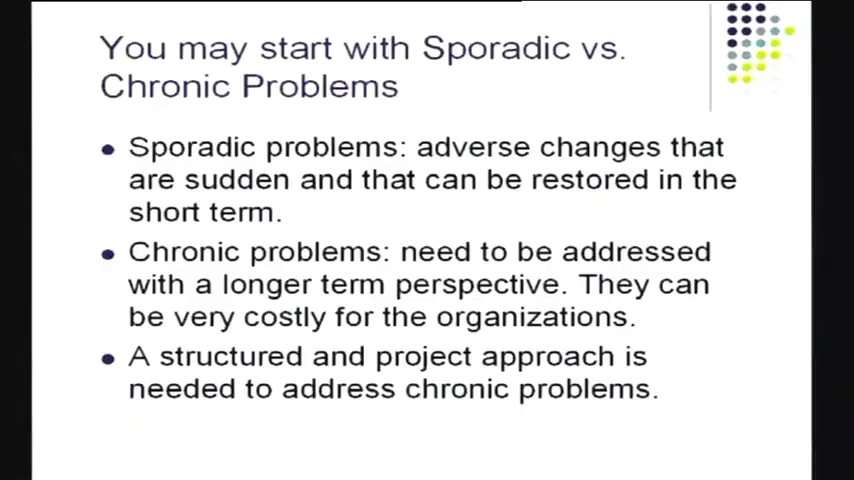 You may start with Sporadic vs.
Chronic Problems
● Sporadic problems: adverse changes that
are sudden and that can be restored in the
short term.
● Chronic problems: need to be addressed
with a longer term perspective. They can
be very costly for the organizations.
● A structured and project approach is
needed to address chronic problems.